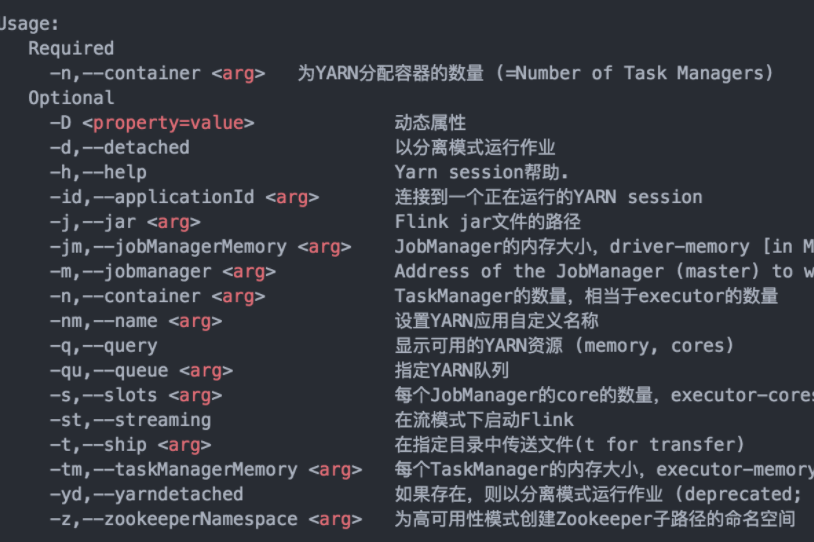 Usage:
Required
-n,--container <arg> 为YARN分配容器的数量 (=Number of Task Managers)
Optional
-D <property=value> 动态属性
-d,--detached 以分离模式运行作业
-h,--help Yarn session帮助.
-id,--applicationId <arg> 连接到一个正在运行的YARN session
-j,--jar <arg> Flink jar文件的路径
-jm,--jobManagerMemory <arg> JobManager的内存大小，driver-memory [in M
-m,--jobmanager <arg> Address of the JobManager (master) to w
-n,--container <arg> TaskManager的数量，相当于executor的数量
-nm,--name <arg> 设置YARN应用自定义名称
-q,--query 显示可用的YARN资源 (memory, cores)
-qu,--queue <arg> 指定YARN队列
-s,--slots <arg> 每个JobManager的core的数量，executor-cores
-st,--streaming 在流模式下启动Flink
-t,--ship <arg> 在指定目录中传送文件(t for transfer)
-tm,--taskManagerMemory <arg> 每个TaskManager的内存大小，executor-memory
-yd,--yarndetached 如果存在，则以分离模式运行作业 (deprecated;
-z,--zookeeperNamespace <arg> 为高可用性模式创建Zookeeper子路径的命名空间